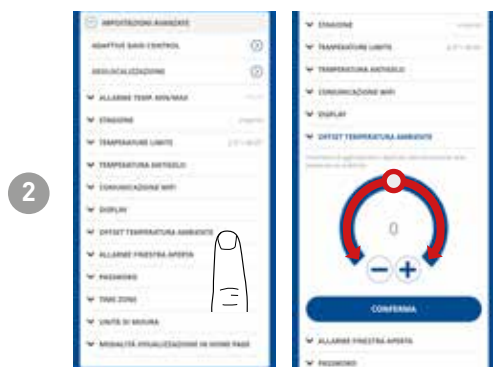 2
IMPOSTAZIONI AVANZATE
ADAPTIVE GAIN CONTROL
GEOLOCALIZZAZIONE
ALLARME TEMP. MIN/MAX
STAGIONE
TEMPERATURE LIMITE
TEMPERATURA ANTIGELO
COMUNICAZIONE WIFI
DISPLAY
OFFSET TEMPERATURA AMBIENTE
ALLARME FINESTRA APERTA
PASSWORD
TIME ZONE
UNITÀ DI MISURA
MODALITÀ VISUALIZZAZIONE IN HOME PAGE
STAGIONE
TEMPERATURE LIMITE
TEMPERATURA ANTIGELO
COMUNICAZIONE WIFI
DISPLAY
OFFSET TEMPERATURA AMBIENTE
0
− +
CONFERMA
ALLARME FINESTRA APERTA
PASSWORD